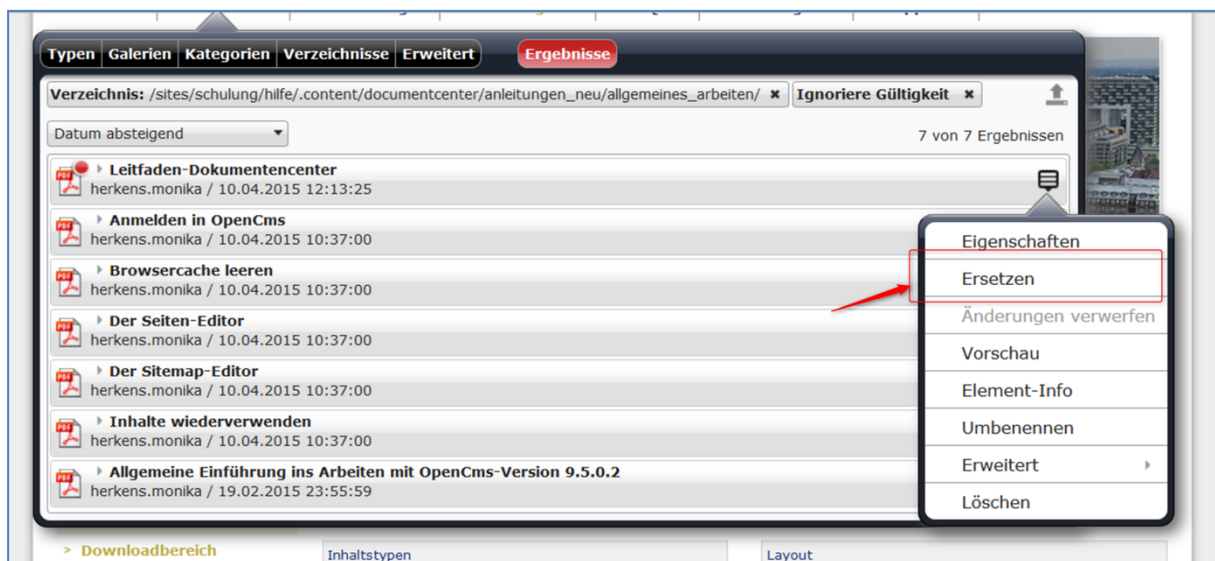 Typen Galerien Kategorien Verzeichnisse Erweitert Ergebnisse
Verzeichnis: /sites/schulung/hilfe/.content/documentcenter/anleitungen_neu/allgemeines_arbeiten/ × Ignoriere Gültigkeit ×
Datum absteigend 7 von 7 Ergebnissen
Leitfaden-Dokumentencenter
herkens.monika / 10.04.2015 12:13:25
Anmelden in OpenCms
herkens.monika / 10.04.2015 10:37:00
Browsercache leeren
herkens.monika / 10.04.2015 10:37:00
Der Seiten-Editor
herkens.monika / 10.04.2015 10:37:00
Der Sitemap-Editor
herkens.monika / 10.04.2015 10:37:00
Inhalte wiederverwenden
herkens.monika / 10.04.2015 10:37:00
Allgemeine Einführung ins Arbeiten mit OpenCms-Version 9.5.0.2
herkens.monika / 19.02.2015 23:55:59
Eigenschaften
Ersetzen
Änderungen verwerfen
Vorschau
Element-Info
Umbenennen
Erweitert
Löschen
> Downloadbereich
Inhaltstypen
Layout